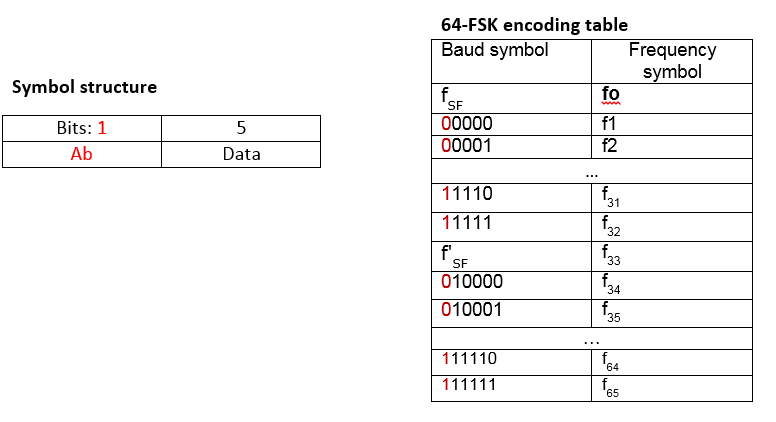 64-FSK encoding table
Baud symbol Frequency symbol
f SF fo
00000 f1
00001 f2
...
11110 f31
11111 f32
f' SF f33
010000 f34
010001 f35
...
111110 f64
111111 f65
Symbol structure
Bits: 1 5
Ab Data